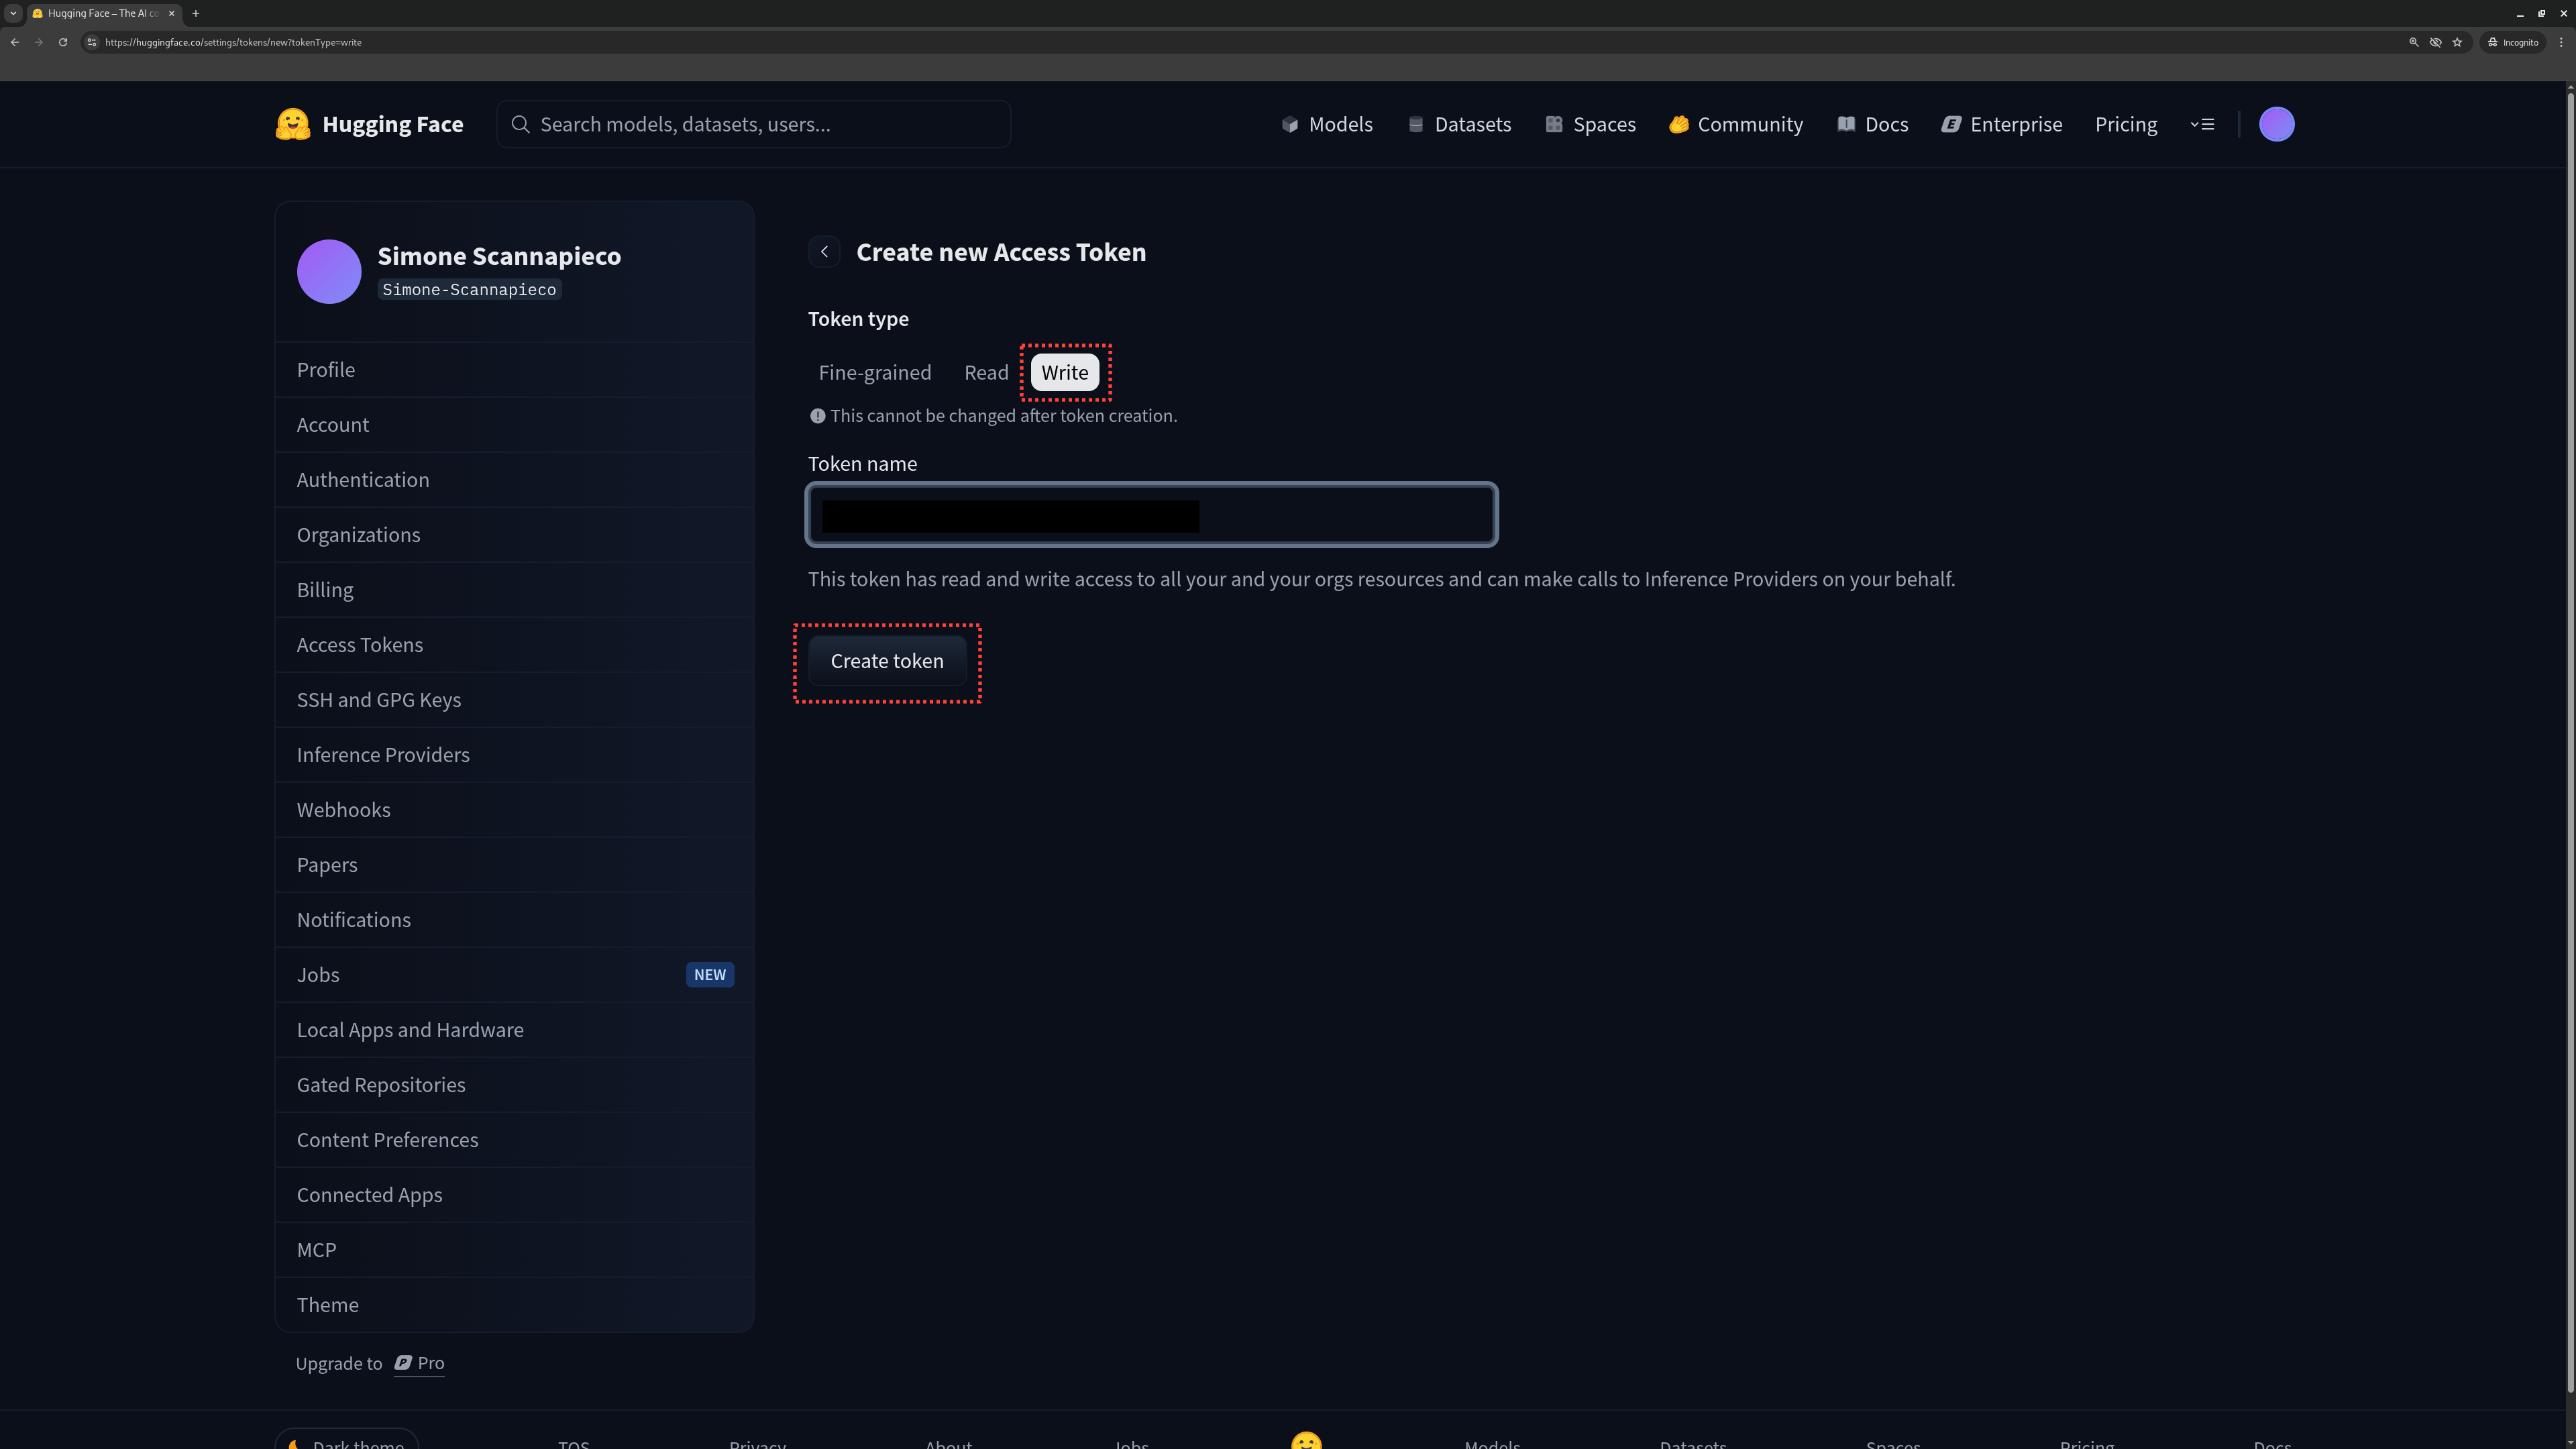 Hugging Face – The AI co
https://huggingface.co/settings/tokens/new?tokenType=write
Incognito
Hugging Face
Search models, datasets, users...
Models
Datasets
Spaces
Community
Docs
Enterprise
Pricing
Simone Scannapieco
Simone-Scannapieco
Profile
Account
Authentication
Organizations
Billing
Access Tokens
SSH and GPG Keys
Inference Providers
Webhooks
Papers
Notifications
Jobs NEW
Local Apps and Hardware
Gated Repositories
Content Preferences
Connected Apps
MCP
Theme
Upgrade to Pro
Create new Access Token
Token type
Fine-grained Read Write
This cannot be changed after token creation.
Token name
This token has read and write access to all your and your orgs resources and can make calls to Inference Providers on your behalf.
Create token
Dark theme
TOS
Privacy
About
Jobs
Models
Datasets
Spaces
Pricing
Docs